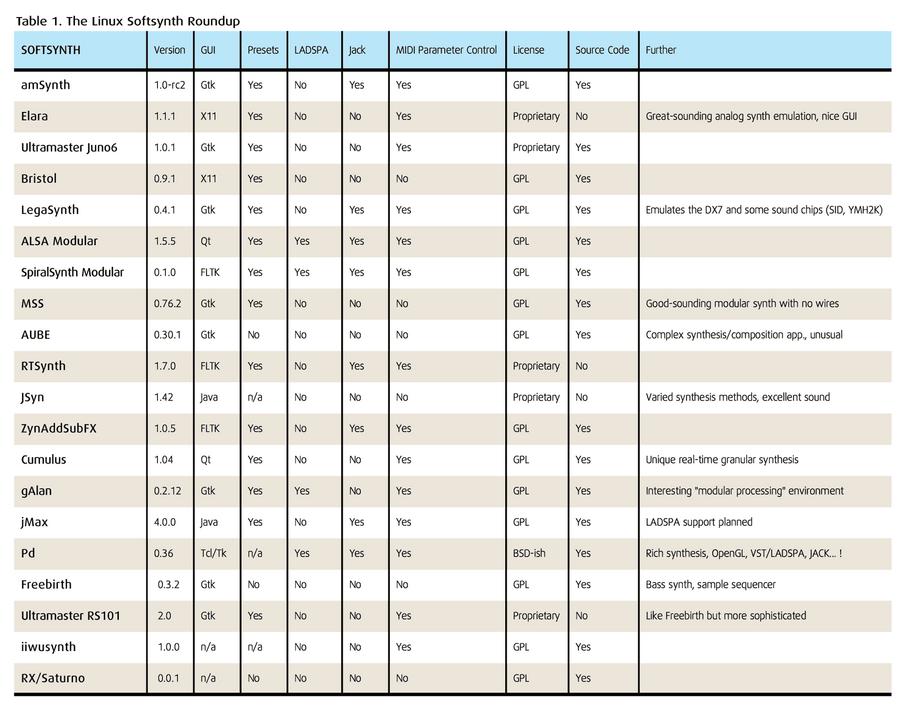 Table 1. The Linux Softsynth Roundup
SOFTSYNTH Version GUI Presets LADSPA Jack MIDI Parameter Control License Source Code Further
amSynth 1.0-rc2 Gtk Yes No Yes Yes GPL Yes
Elara 1.1.1 X11 Yes No No Yes Proprietary No Great-sounding analog synth emulation, nice GUI
Ultramaster Juno6 1.0.1 Gtk Yes No No Yes Proprietary Yes
Bristol 0.9.1 X11 Yes No No No GPL Yes
LegaSynth 0.4.1 Gtk Yes No Yes Yes GPL Yes Emulates the DX7 and some sound chips (SID, YMH2K)
ALSA Modular 1.5.5 Qt Yes Yes Yes Yes GPL Yes
SpiralSynth Modular 0.1.0 FLTK Yes Yes Yes Yes GPL Yes
MSS 0.76.2 Gtk Yes No No No GPL Yes Good-sounding modular synth with no wires
AUBE 0.30.1 Gtk No No No No GPL Yes Complex synthesis/composition app., unusual
RTSynth 1.7.0 FLTK Yes No Yes Yes Proprietary No
JSyn 1.42 Java n/a No No No Proprietary No Varied synthesis methods, excellent sound
ZynAddSubFX 1.0.5 FLTK Yes No Yes Yes GPL Yes
Cumulus 1.04 Qt Yes No No Yes GPL Yes Unique real-time granular synthesis
gAlan 0.2.12 Gtk Yes Yes No Yes GPL Yes Interesting "modular processing" environment
jMax 4.0.0 Java Yes No Yes Yes GPL Yes LADSPA support planned
Pd 0.36 Tcl/Tk n/a Yes Yes Yes BSD-ish Yes Rich synthesis, OpenGL, VST/LADSPA, JACK... !
Freebirth 0.3.2 Gtk No No No No GPL Yes Bass synth, sample sequencer
Ultramaster RS101 2.0 Gtk Yes No No Yes Proprietary No Like Freebirth but more sophisticated
iiwusynth 1.0.0 n/a n/a No No Yes GPL Yes
RX/Saturno 0.0.1 n/a No No No No GPL Yes